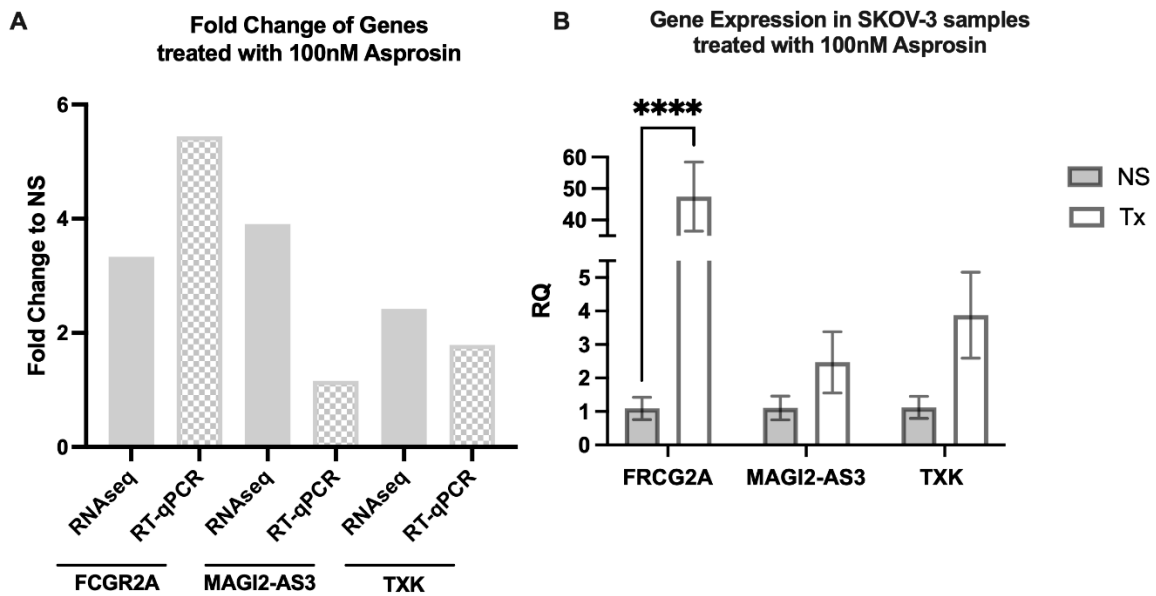 A
Fold Change of Genes
treated with 100nM Asprosin
Fold Change to NS
6
4
2
0
RNAseq
RT-qPCR
RNAseq
RT-qPCR
RNAseq
RT-qPCR
FCGR2A
MAGI2-AS3
TXK
B
Gene Expression in SKOV-3 samples
treated with 100nM Asprosin
****
RQ
60
50
40
5
4
3
2
1
0
FRCG2A
MAGI2-AS3
TXK
NS
Tx